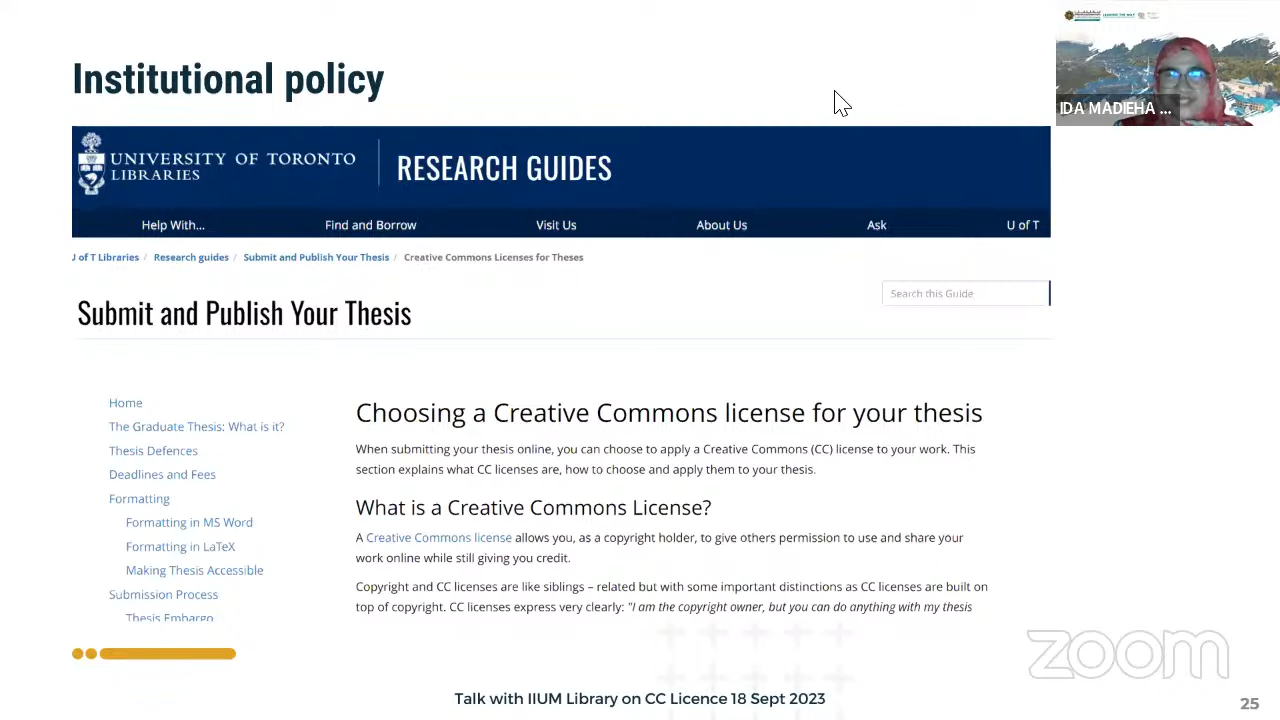 Institutional policy
LEADING THE WAY
IDA MADIEHA ...
UNIVERSITY OF TORONTO
LIBRARIES
RESEARCH GUIDES
Help With...
Find and Borrow
Visit Us
About Us
Ask
U of T
U of T Libraries / Research guides / Submit and Publish Your Thesis / Creative Commons Licenses for Theses
Search this Guide
Submit and Publish Your Thesis
Home
The Graduate Thesis: What is it?
Thesis Defences
Deadlines and Fees
Formatting
Formatting in MS Word
Formatting in LaTeX
Making Thesis Accessible
Submission Process
Thesis Embargo
Choosing a Creative Commons license for your thesis
When submitting your thesis online, you can choose to apply a Creative Commons (CC) license to your work. This
section explains what CC licenses are, how to choose and apply them to your thesis.
What is a Creative Commons License?
A Creative Commons license allows you, as a copyright holder, to give others permission to use and share your
work online while still giving you credit.
Copyright and CC licenses are like siblings – related but with some important distinctions as CC licenses are built on
top of copyright. CC licenses express very clearly: "I am the copyright owner, but you can do anything with my thesis
zoom
Talk with IIUM Library on CC Licence 18 Sept 2023
25